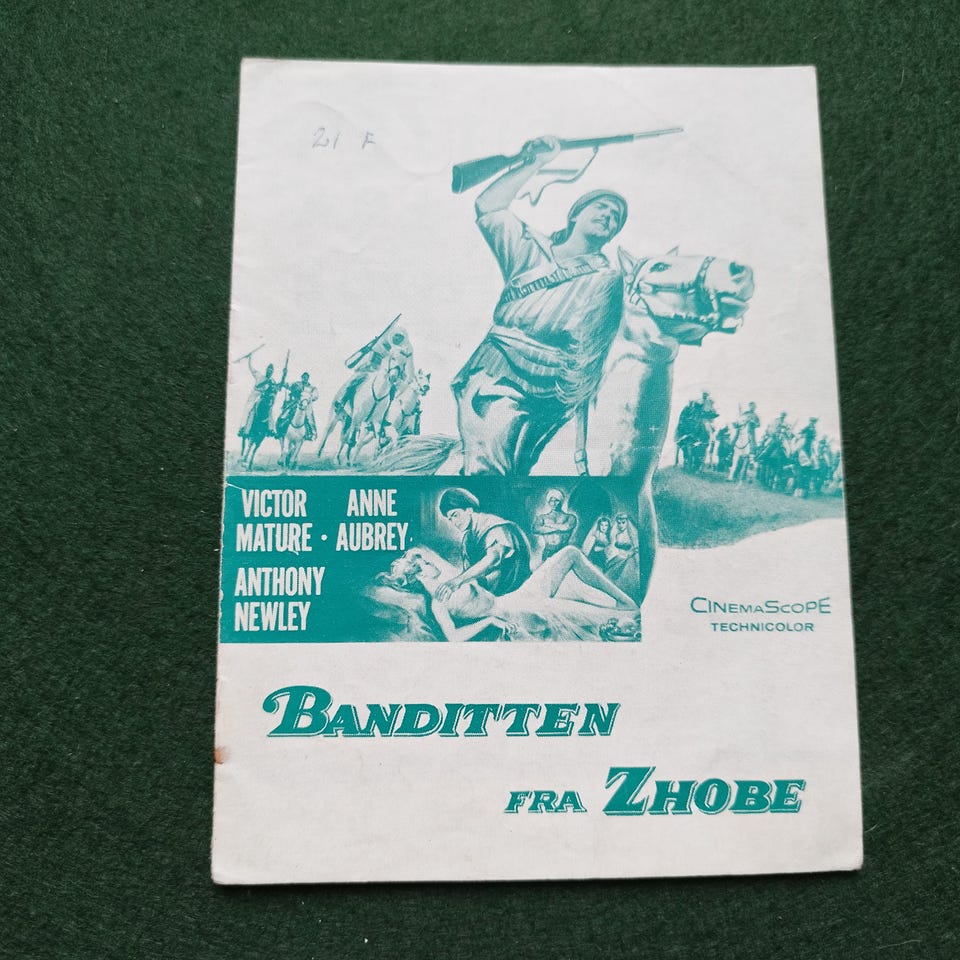 21 F
VICTOR ANNE
MATURE · AUBREY
ANTHONY
NEWLEY
CINEMASCOPE
TECHNICOLOR
BANDITTEN
FRA ZHOBE